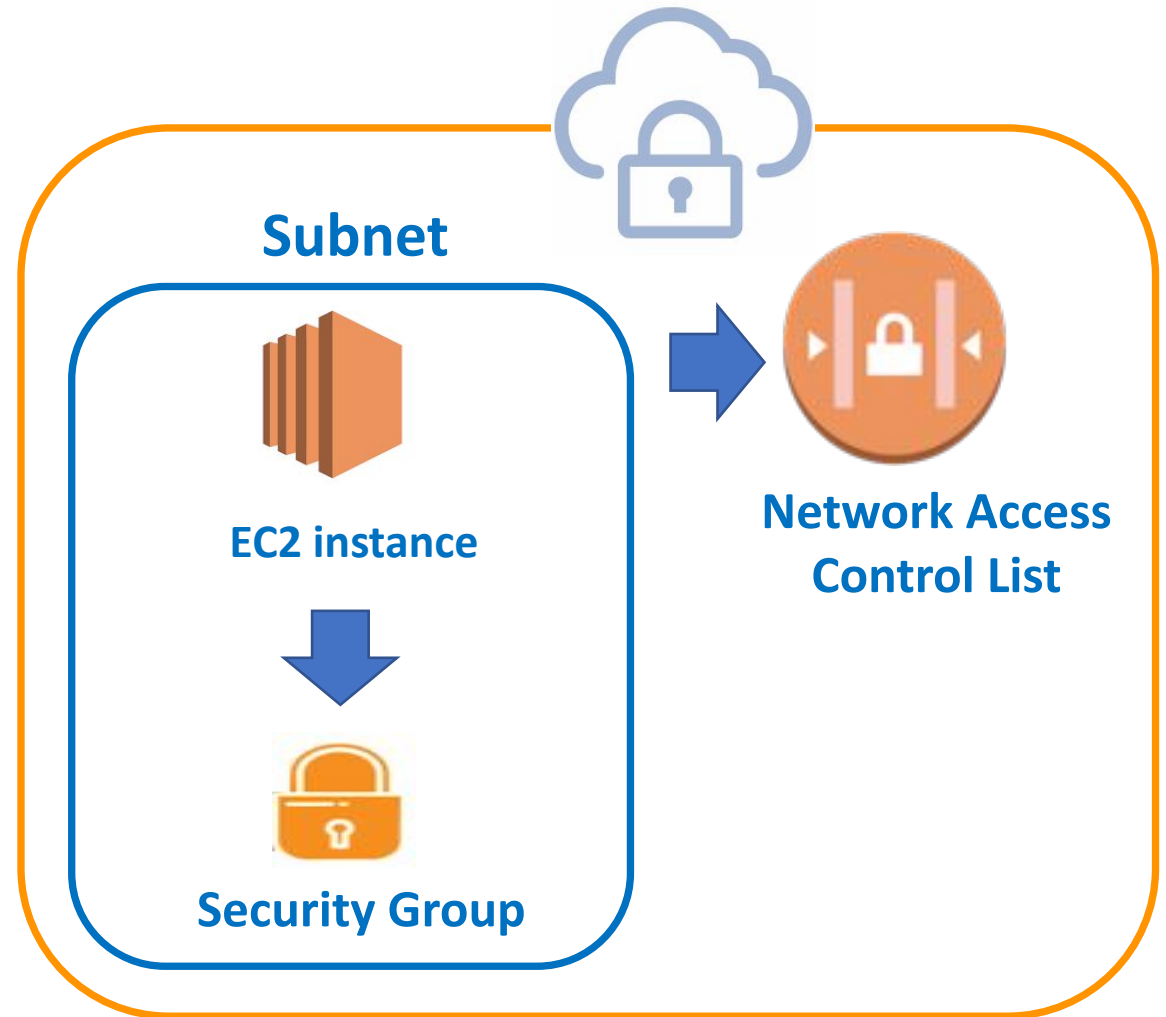 Subnet
EC2 instance
Network Access
Control List
Security Group